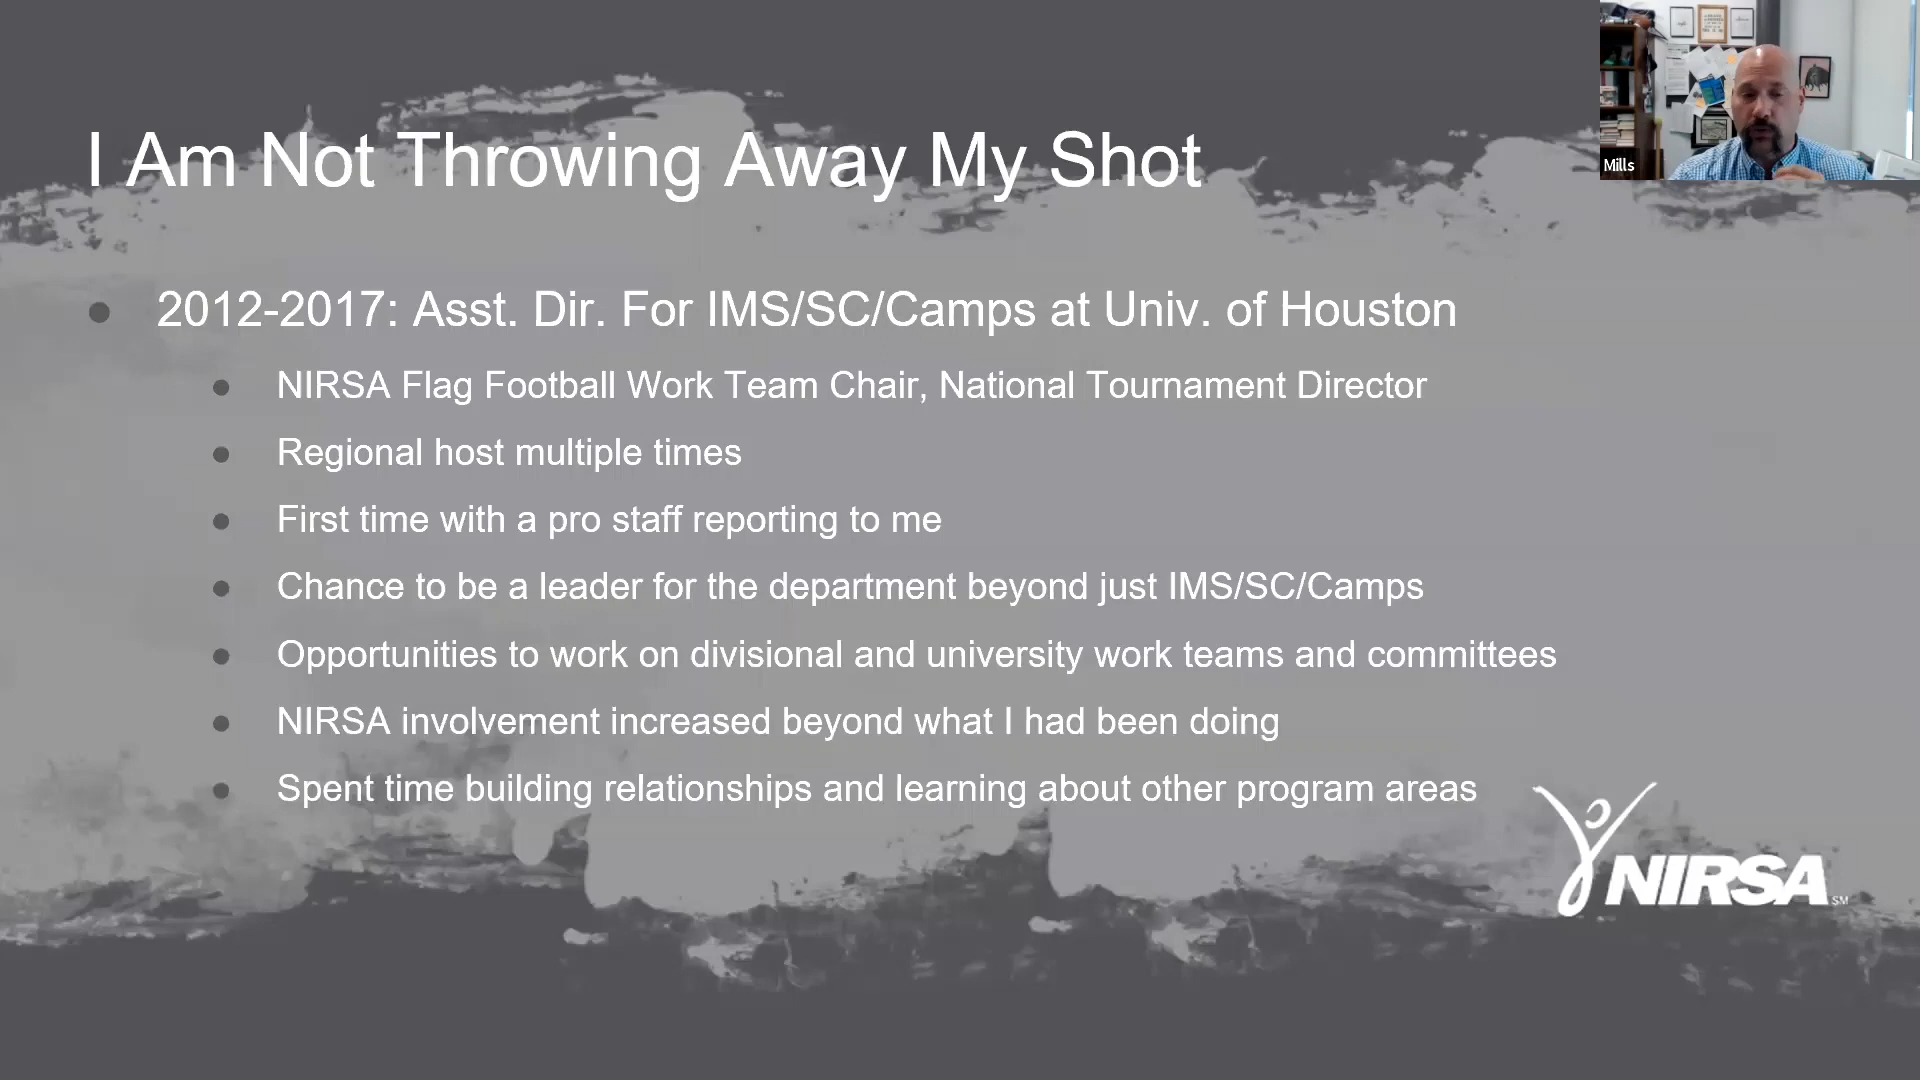 I Am Not Throwing Away My Shot
Mills
2012-2017: Asst. Dir. For IMS/SC/Camps at Univ. of Houston
NIRSA Flag Football Work Team Chair, National Tournament Director
Regional host multiple times
First time with a pro staff reporting to me
Chance to be a leader for the department beyond just IMS/SC/Camps
Opportunities to work on divisional and university work teams and committees
NIRSA involvement increased beyond what I had been doing
Spent time building relationships and learning about other program areas
NIRSA SM